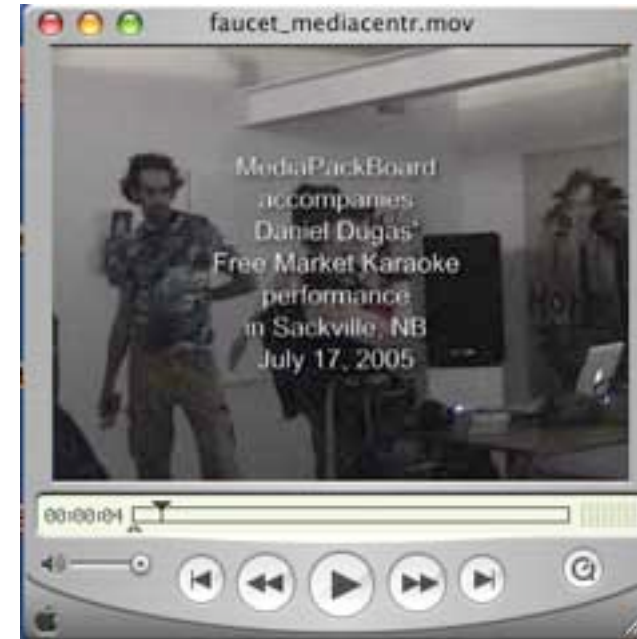 faucet_mediacentr.mov
MediaPackBoard
accompanies
Daniel Dugas'
Free Market Karaoke
performance
in Sackville, NB
July 17, 2005
00:00:04